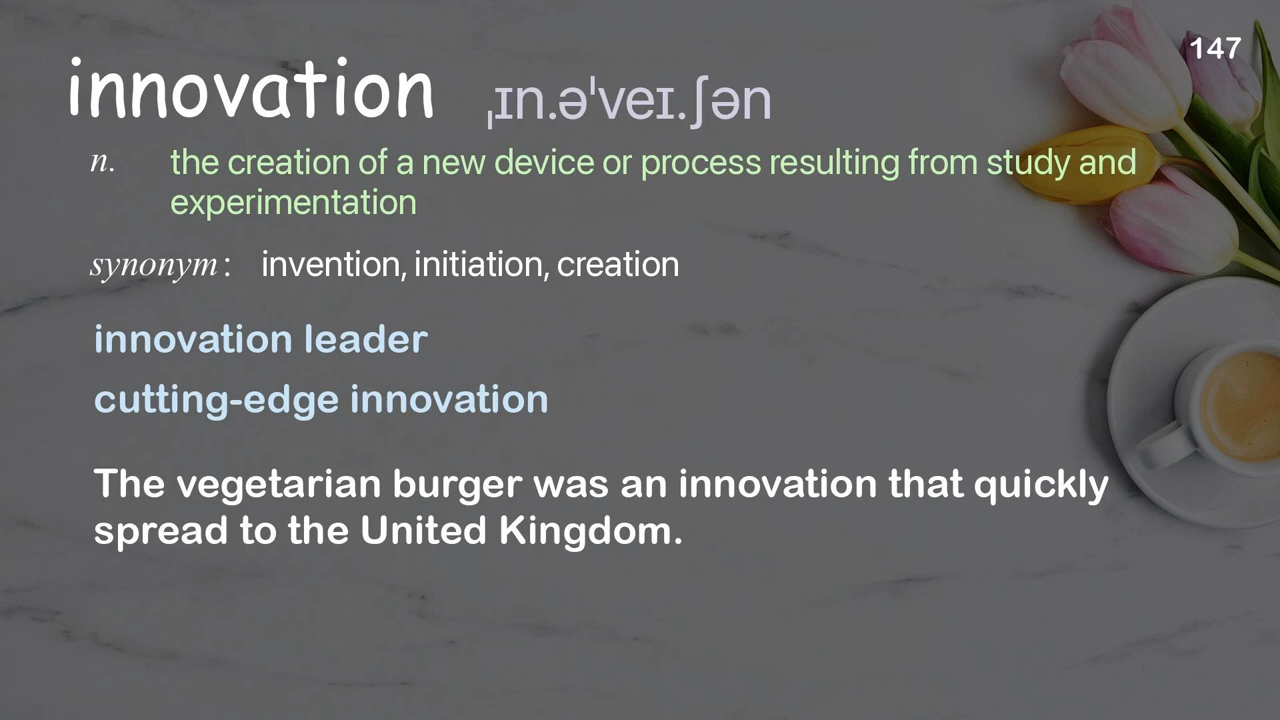 147
innovation ˌɪn.əˈveɪ.ʃən
n. the creation of a new device or process resulting from study and
experimentation
synonym: invention, initiation, creation
innovation leader
cutting-edge innovation
The vegetarian burger was an innovation that quickly
spread to the United Kingdom.